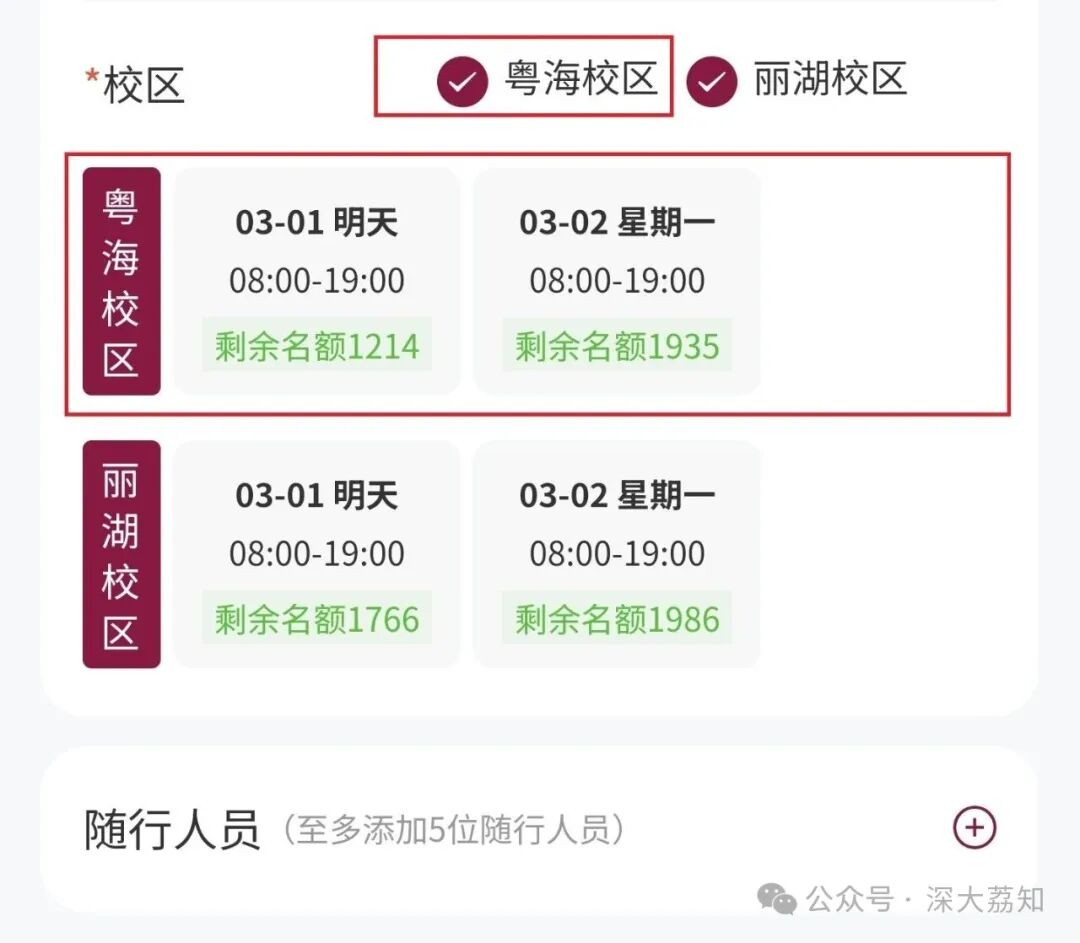 *校区 粤海校区 丽湖校区
粤海校区
03-01 明天
08:00-19:00
剩余名额1214
03-02 星期一
08:00-19:00
剩余名额1935
丽湖校区
03-01 明天
08:00-19:00
剩余名额1766
03-02 星期一
08:00-19:00
剩余名额1986
随行人员（至多添加5位随行人员）
公众号 · 深大荔知